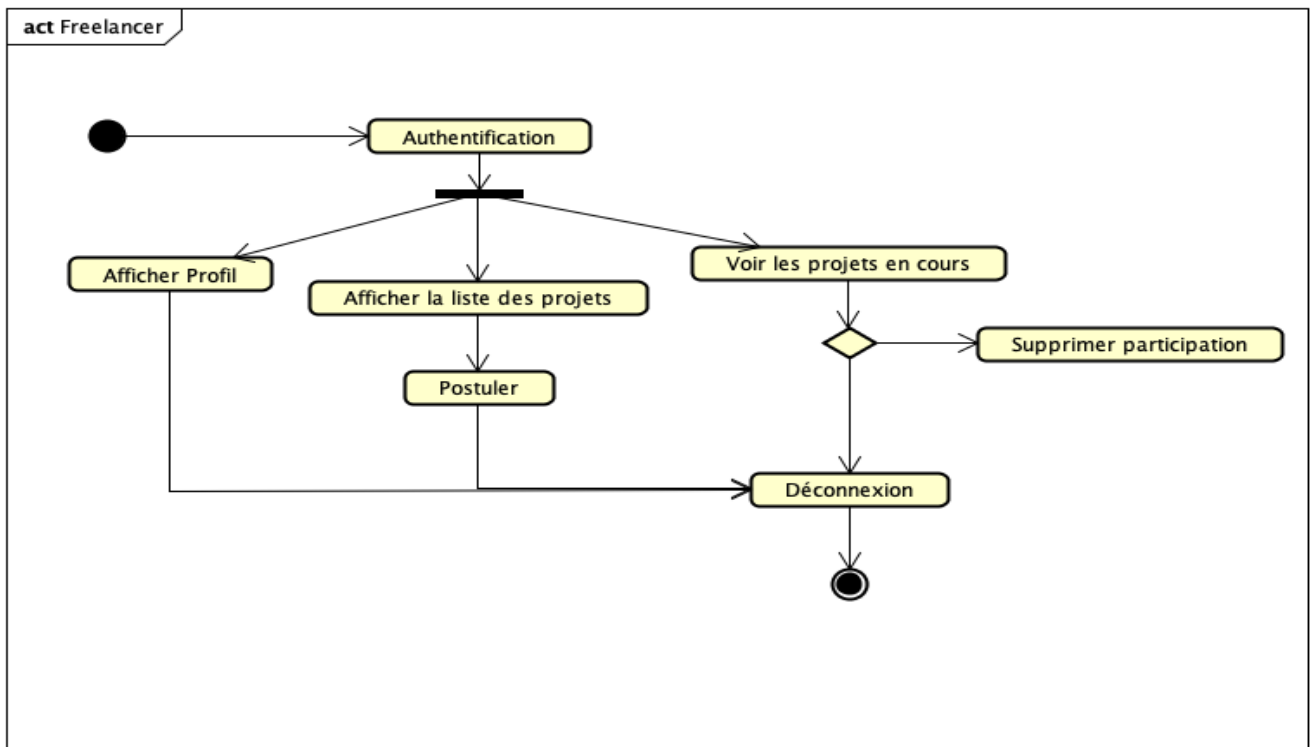 act Freelancer
Authentification
Afficher Profil
Voir les projets en cours
Afficher la liste des projets
Supprimer participation
Postuler
Déconnexion